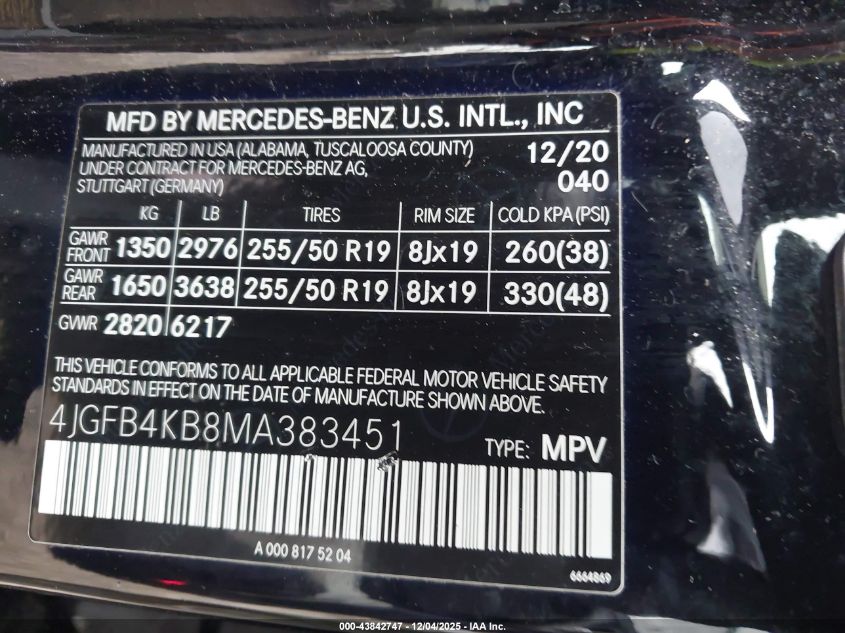 MFD BY MERCEDES-BENZ U.S. INTL., INC
MANUFACTURED IN USA (ALABAMA, TUSCALOOSA COUNTY) 12/20
UNDER CONTRACT FOR MERCEDES-BENZ AG, 040
STUTTGART (GERMANY)
KG LB TIRES RIM SIZE COLD KPA (PSI)
GAWR FRONT 1350 2976 255/50 R19 8Jx19 260(38)
GAWR REAR 1650 3638 255/50 R19 8Jx19 330(48)
GVWR 2820 6217
THIS VEHICLE CONFORMS TO ALL APPLICABLE FEDERAL MOTOR VEHICLE SAFETY
STANDARDS IN EFFECT ON THE DATE OF MANUFACTURE SHOWN ABOVE.
4JGFB4KB8MA383451 TYPE: MPV
A 000 817 52 04
6664869
000-43842747 - 12/04/2025 - IAA Inc.